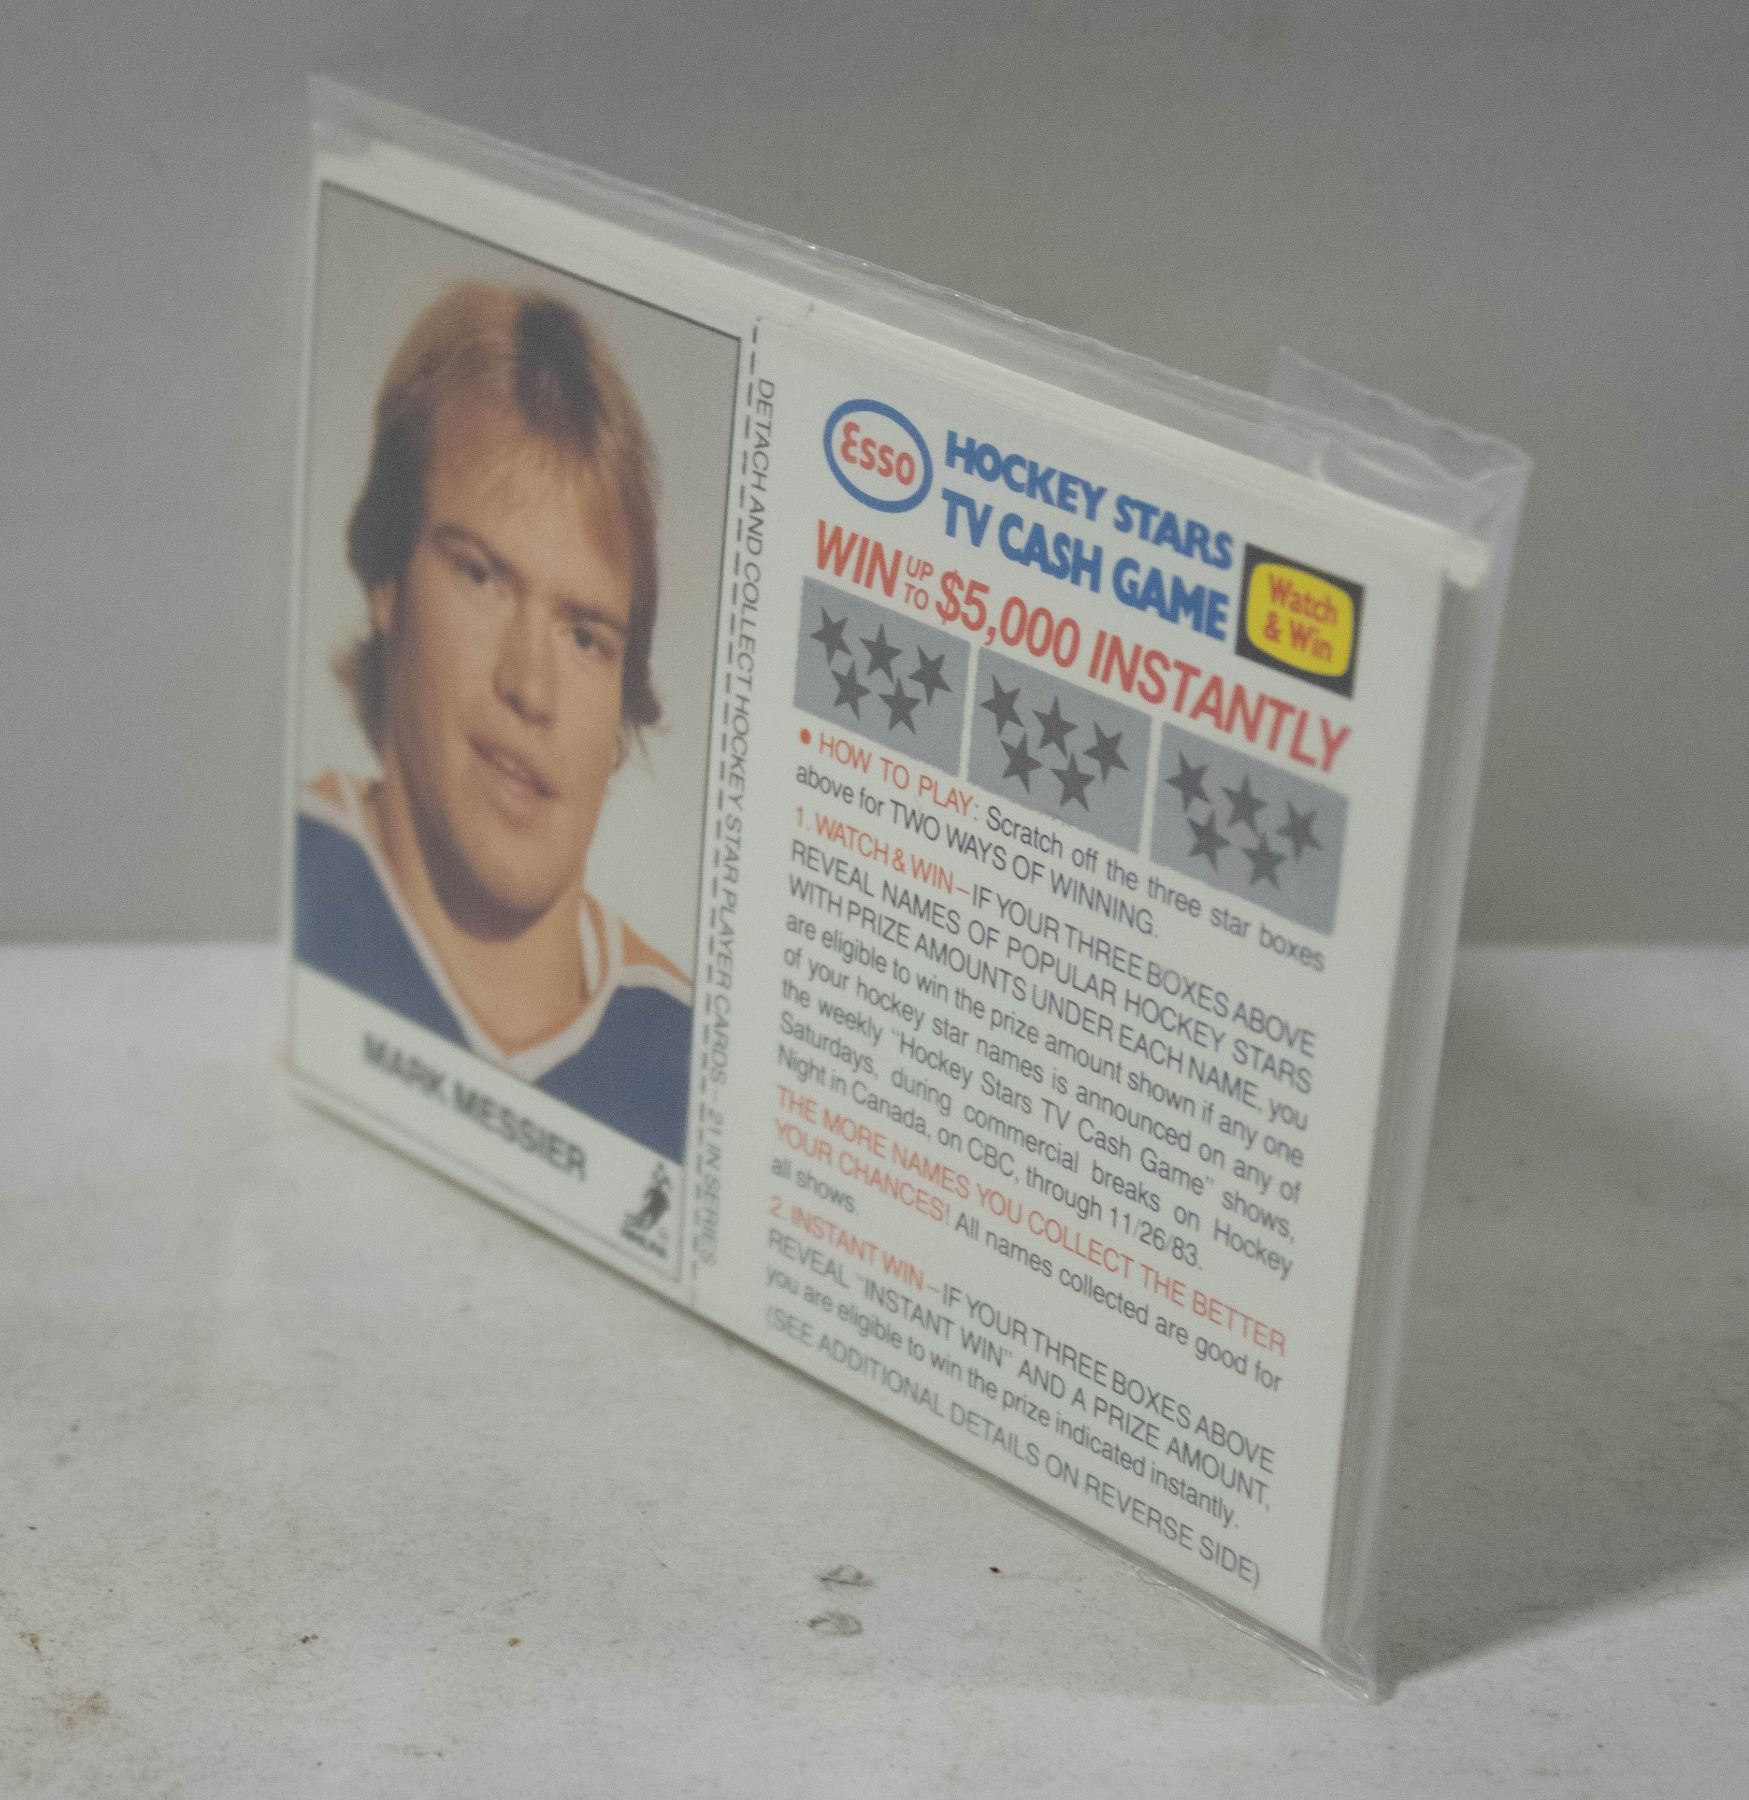 MARK MESSIER
DETACH AND COLLECT HOCKEY STAR PLAYER CARDS – 21 IN SERIES
Esso
HOCKEY STARS
TV CASH GAME
Watch
& Win
WIN UP TO $5,000 INSTANTLY
• HOW TO PLAY: Scratch off the three star boxes
above for TWO WAYS OF WINNING.
1. WATCH & WIN – IF YOUR THREE BOXES ABOVE
REVEAL NAMES OF POPULAR HOCKEY STARS
WITH PRIZE AMOUNTS UNDER EACH NAME, you
are eligible to win the prize amount shown if any one
of your hockey star names is announced on any of
the weekly "Hockey Stars TV Cash Game" shows,
Saturdays, during commercial breaks on Hockey
Night in Canada, on CBC, through 11/26/83.
THE MORE NAMES YOU COLLECT THE BETTER
YOUR CHANCES! All names collected are good for
all shows.
2. INSTANT WIN – IF YOUR THREE BOXES ABOVE
REVEAL "INSTANT WIN" AND A PRIZE AMOUNT,
you are eligible to win the prize indicated instantly.
(SEE ADDITIONAL DETAILS ON REVERSE SIDE)